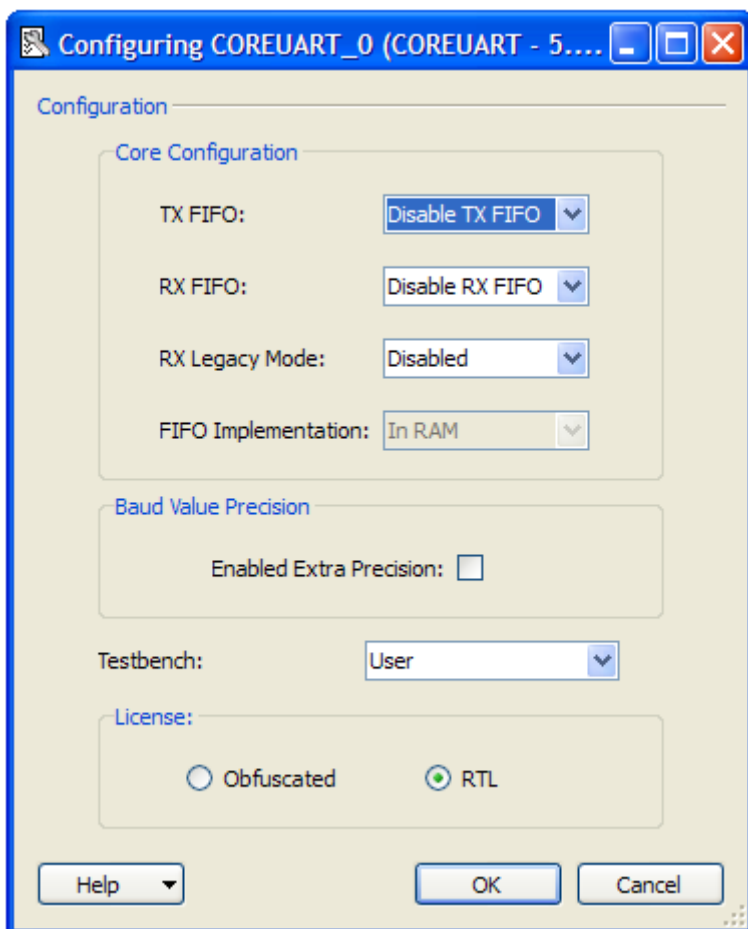 Configuring COREUART_0 (COREUART - 5....
Configuration
Core Configuration
TX FIFO: Disable TX FIFO
RX FIFO: Disable RX FIFO
RX Legacy Mode: Disabled
FIFO Implementation: In RAM
Baud Value Precision
Enabled Extra Precision:
Testbench: User
License:
Obfuscated RTL
Help OK Cancel